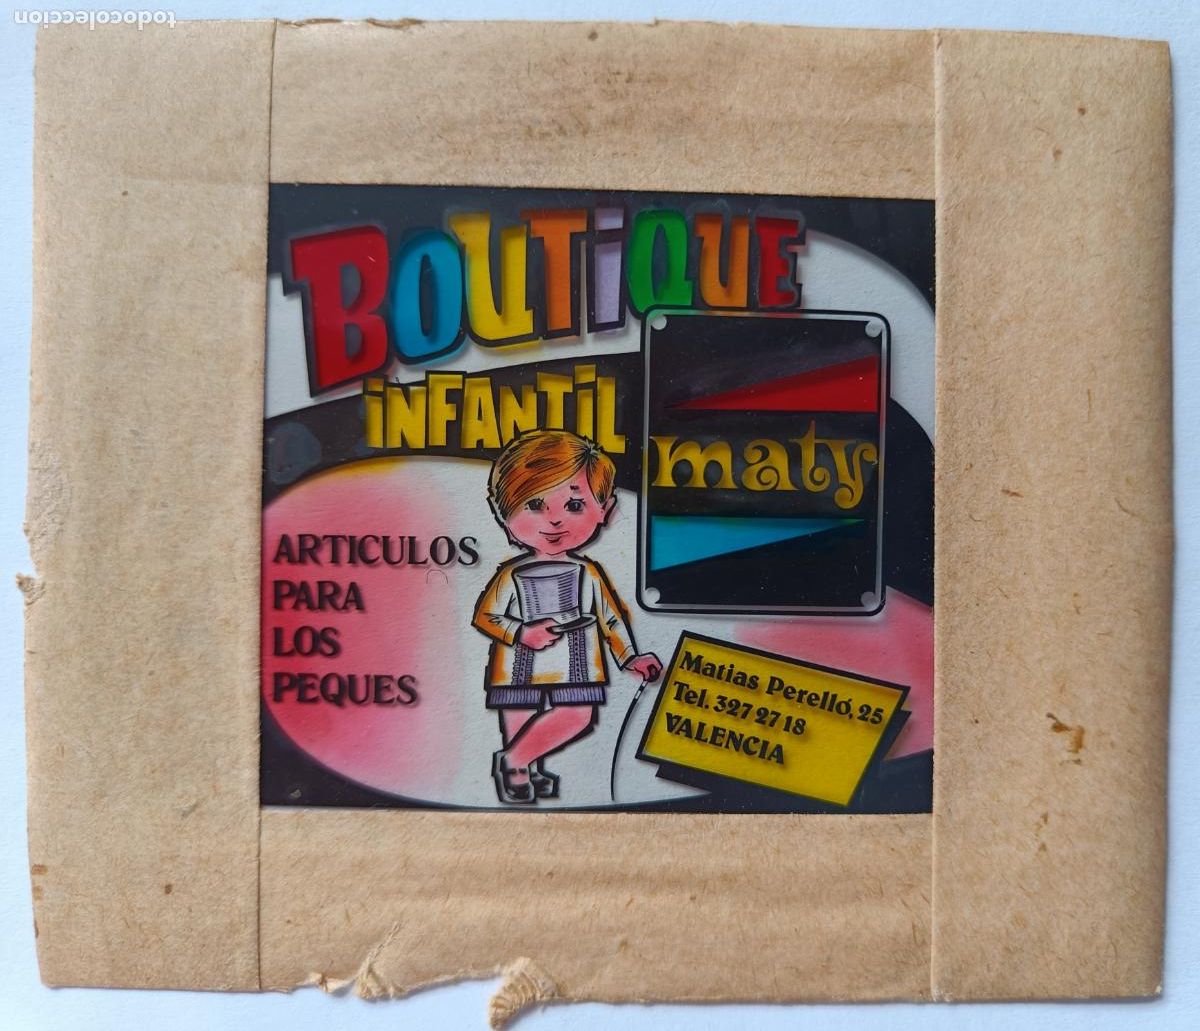 todocoleccion
BOUTiQUE
iNFANTiL
maty
ARTICULOS
PARA
LOS
PEQUES
Matias Perelló, 25
Tel. 327 27 18
VALENCIA